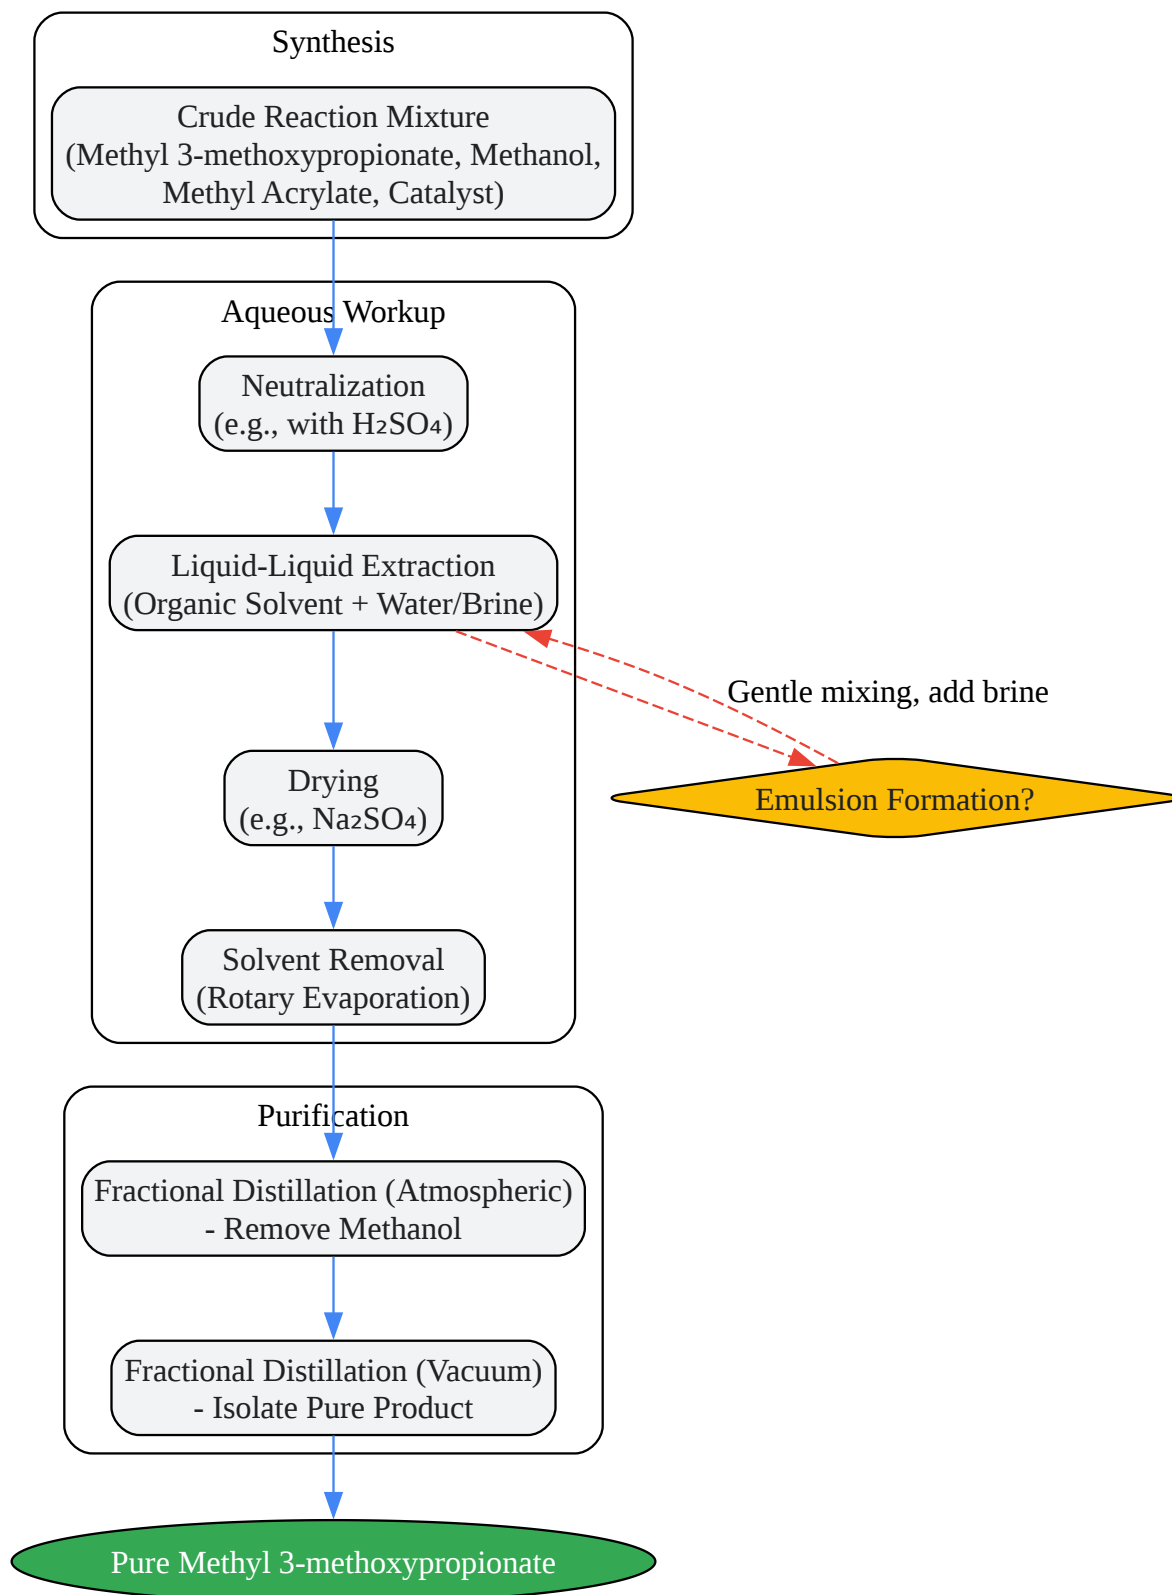 Synthesis
Crude Reaction Mixture
(Methyl 3-methoxypropionate, Methanol,
Methyl Acrylate, Catalyst)
Aqueous Workup
Neutralization
(e.g., with H₂SO₄)
Liquid-Liquid Extraction
(Organic Solvent + Water/Brine)
Gentle mixing, add brine
Emulsion Formation?
Drying
(e.g., Na₂SO₄)
Solvent Removal
(Rotary Evaporation)
Purification
Fractional Distillation (Atmospheric)
- Remove Methanol
Fractional Distillation (Vacuum)
- Isolate Pure Product
Pure Methyl 3-methoxypropionate